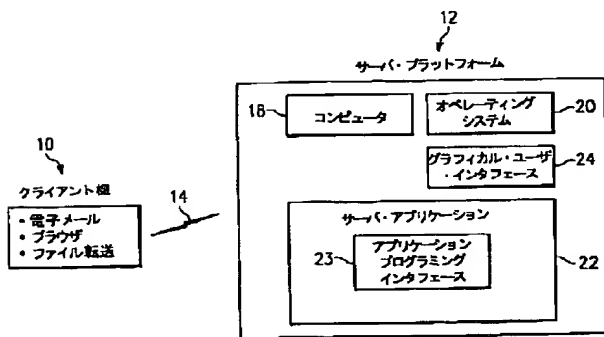 12
サーバ・プラットフォーム
18
コンピュータ
オペレーティング
システム
20
グラフィカル・ユーザ
・インタフェース
24
10
クライアント機
・電子メール
・ブラウザ
・ファイル転送
14
サーバ・アプリケーション
23
アプリケーション
プログラミング
インタフェース
22